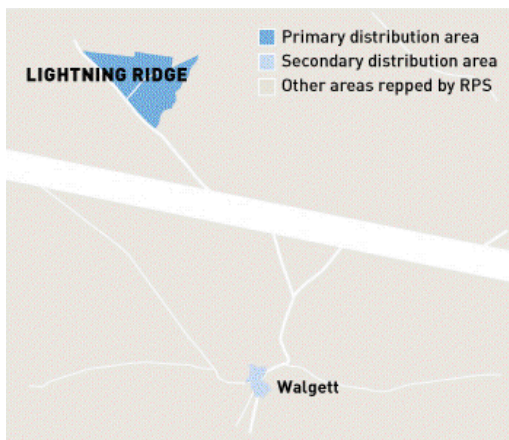 Primary distribution area
Secondary distribution area
Other areas repped by RPS
LIGHTNING RIDGE
Walgett